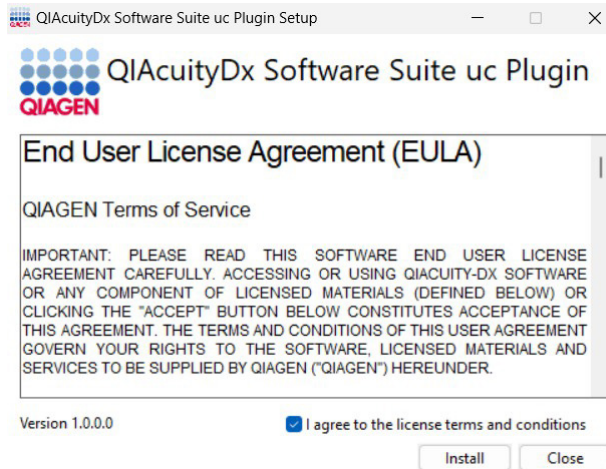 QIAcuityDx Software Suite uc Plugin Setup
QIAcuityDx Software Suite uc Plugin
QIAGEN
End User License Agreement (EULA)
QIAGEN Terms of Service
IMPORTANT: PLEASE READ THIS SOFTWARE END USER LICENSE
AGREEMENT CAREFULLY. ACCESSING OR USING QIACUITY-DX SOFTWARE
OR ANY COMPONENT OF LICENSED MATERIALS (DEFINED BELOW) OR
CLICKING THE "ACCEPT" BUTTON BELOW CONSTITUTES ACCEPTANCE OF
THIS AGREEMENT. THE TERMS AND CONDITIONS OF THIS USER AGREEMENT
GOVERN YOUR RIGHTS TO THE SOFTWARE, LICENSED MATERIALS AND
SERVICES TO BE SUPPLIED BY QIAGEN ("QIAGEN") HEREUNDER.
Version 1.0.0.0
I agree to the license terms and conditions
Install
Close